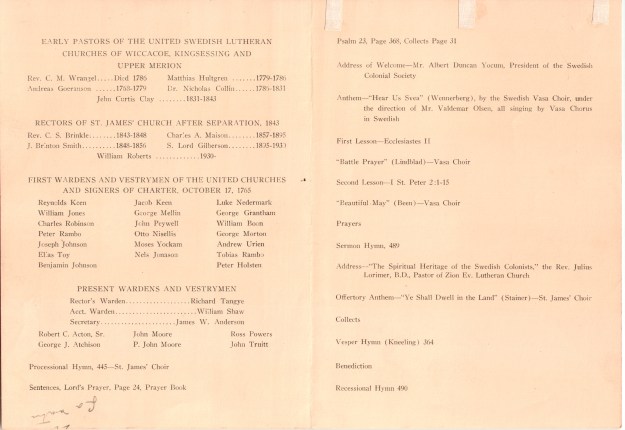 EARLY PASTORS OF THE UNITED SWEDISH LUTHERAN
CHURCHES OF WICCACOE, KINGSESSING AND
UPPER MERION
Rev. C. M. Wrangel.....Died 1786 Matthias Hultgren .......1779-1786
Andreas Goeranson .....1760-1779 Dr. Nicholas Collin.....1786-1831
Jehu Curtis Clay .......1831-1843
RECTORS OF ST. JAMES' CHURCH AFTER SEPARATION, 1843
Rev. C. S. Brinkle.......1843-1848 Charles A. Maison.....1857-1895
J. Brinton Smith........1848-1856 S. Lord Gilberson.....1895-1930
William Roberts ............1930-
FIRST WARDENS AND VESTRYMEN OF THE UNITED CHURCHES
AND SIGNERS OF CHARTER, OCTOBER 17, 1765
Reynolds Keen Jacob Keen Luke Nedermark
William Jones George Mellin George Grantham
Charles Robinson John Peywell William Boon
Peter Rambo Otto Nisellis George Morton
Joseph Johnson Moses Yockam Andrew Urien
Elias Toy Nels Jonason Tobias Rambo
Benjamin Johnson Peter Holsten
PRESENT WARDENS AND VESTRYMEN
Rector's Warden..................Richard Tangye
Acct. Warden.......................William Shaw
Secretary......................James W. Anderson
Robert C. Acton, Sr. John Moore Ross Fowers
George J. Atchison P. John Moore John Truitt
Processional Hymn, 445—St. James' Choir
Sentences, Lord's Prayer, Page 24, Prayer Book
Psalm 23, Page 368, Collects Page 31
Address of Welcome—Mr. Albert Duncan Yocum, President of the Swedish
Colonial Society
Anthem—"Hear Us Svea" (Wennerberg), by the Swedish Vasa Choir, under
the direction of Mr. Valdemar Olsen, all singing by Vasa Chorus
in Swedish
First Lesson—Ecclesiastes 11
"Battle Prayer" (Lindblad)—Vasa Choir
Second Lesson—I St. Peter 2:1-15
"Beautiful May" (Been)—Vasa Choir
Prayers
Sermon Hymn, 489
Address—"The Spiritual Heritage of the Swedish Colonists," the Rev. Julius
Lorimer, B.D., Pastor of Zion Ev. Lutheran Church
Offertory Anthem—"Ye Shall Dwell in the Land" (Stainer)—St. James' Choir
Collects
Vesper Hymn (Kneeling) 364
Benediction
Recessional Hymn 490